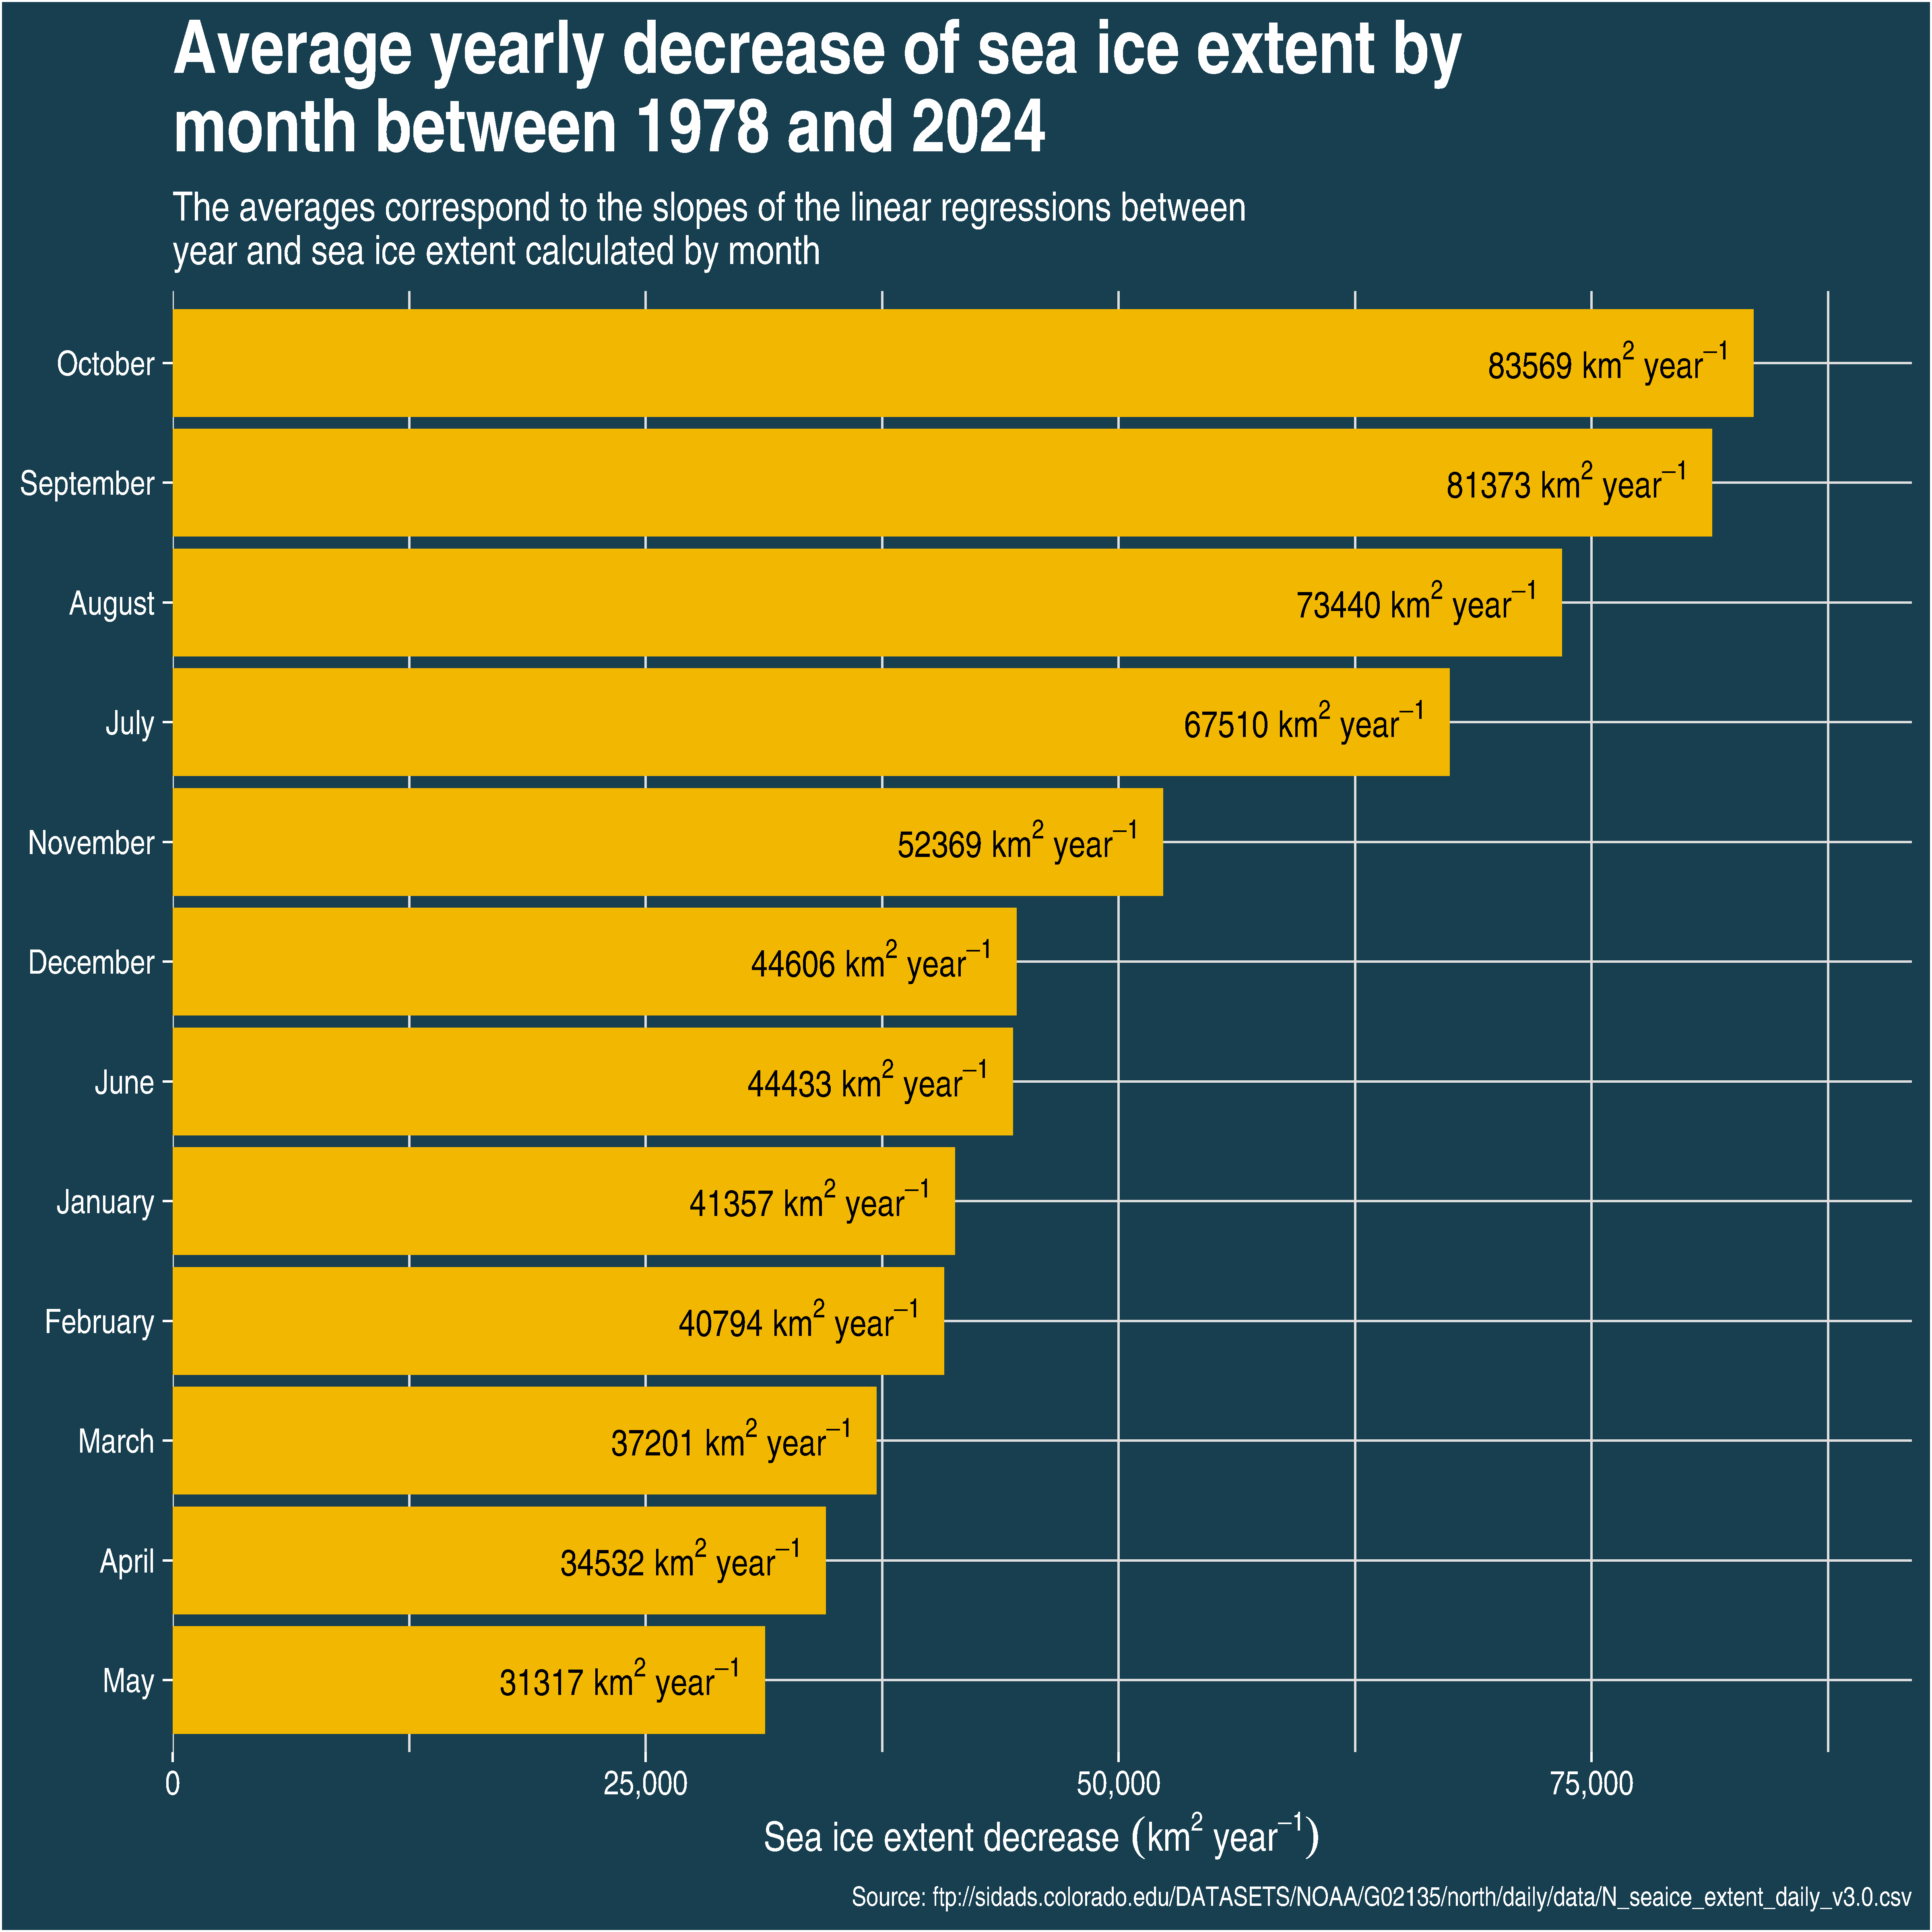 Average yearly decrease of sea ice extent by
month between 1978 and 2024
The averages correspond to the slopes of the linear regressions between
year and sea ice extent calculated by month
October 83569 km² year⁻¹
September 81373 km² year⁻¹
August 73440 km² year⁻¹
July 67510 km² year⁻¹
November 52369 km² year⁻¹
December 44606 km² year⁻¹
June 44433 km² year⁻¹
January 41357 km² year⁻¹
February 40794 km² year⁻¹
March 37201 km² year⁻¹
April 34532 km² year⁻¹
May 31317 km² year⁻¹
0 25,000 50,000 75,000
Sea ice extent decrease (km² year⁻¹)
Source: ftp://sidads.colorado.edu/DATASETS/NOAA/G02135/north/daily/data/N_seaice_extent_daily_v3.0.csv